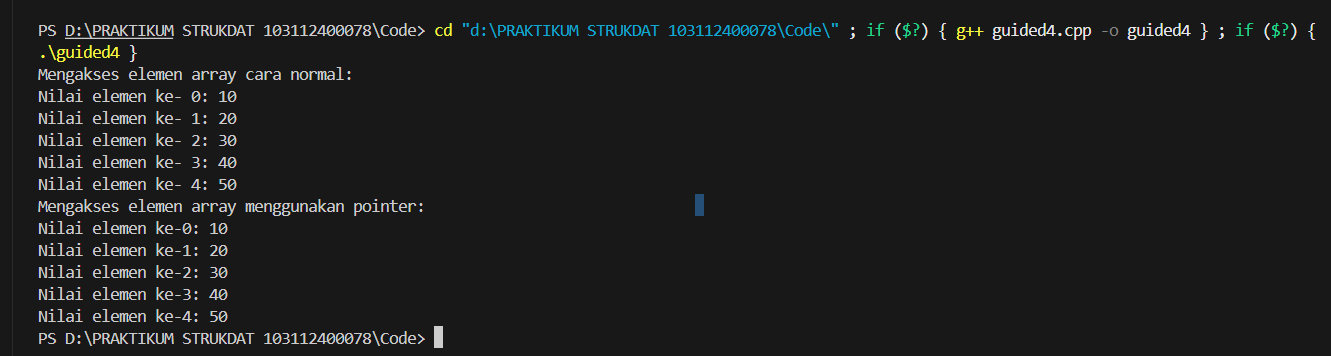 PS D:\PRAKTIKUM STRUKDAT 103112400078\Code> cd "d:\PRAKTIKUM STRUKDAT 103112400078\Code\" ; if ($?) { g++ guided4.cpp -o guided4 } ; if ($?) {
.\guided4 }
Mengakses elemen array cara normal:
Nilai elemen ke- 0: 10
Nilai elemen ke- 1: 20
Nilai elemen ke- 2: 30
Nilai elemen ke- 3: 40
Nilai elemen ke- 4: 50
Mengakses elemen array menggunakan pointer:
Nilai elemen ke-0: 10
Nilai elemen ke-1: 20
Nilai elemen ke-2: 30
Nilai elemen ke-3: 40
Nilai elemen ke-4: 50
PS D:\PRAKTIKUM STRUKDAT 103112400078\Code>